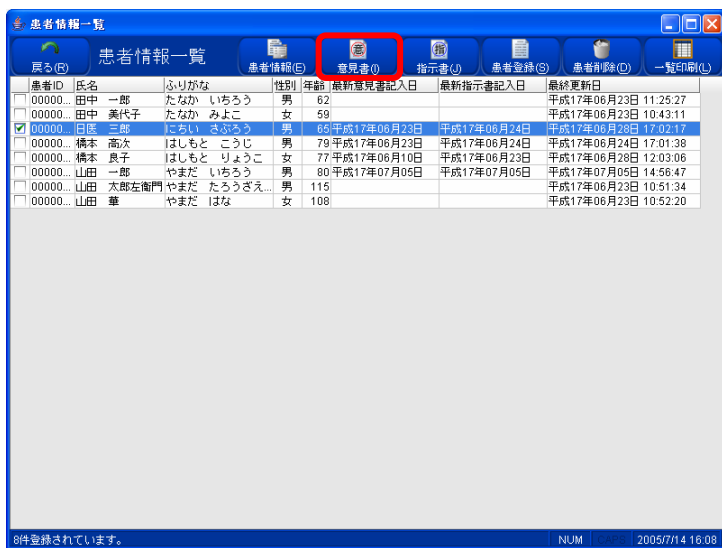 患者情報一覧
戻る(R) 患者情報一覧 患者情報(E) 意見書(I) 指示書(J) 患者登録(S) 患者削除(D) 一覧印刷(L)
患者ID 氏名 ふりがな 性別 年齢 最新意見書記入日 最新指示書記入日 最終更新日
00000... 田中 一郎 たなか いちろう 男 62 平成17年06月23日 11:25:27
00000... 田中 美代子 たなか みよこ 女 59 平成17年06月23日 10:43:11
00000... 日医 三郎 にちい さぶろう 男 65 平成17年06月23日 平成17年06月24日 平成17年06月28日 17:02:17
00000... 橋本 高次 はしもと こうじ 男 79 平成17年06月23日 平成17年06月24日 平成17年06月24日 17:01:38
00000... 橋本 良子 はしもと りょうこ 女 77 平成17年06月10日 平成17年06月23日 平成17年06月28日 12:03:06
00000... 山田 一郎 やまだ いちろう 男 80 平成17年07月05日 平成17年07月05日 平成17年07月05日 14:56:47
00000... 山田 太郎左衛門 やまだ たろうざえ... 男 115 平成17年06月23日 10:51:34
00000... 山田 華 やまだ はな 女 108 平成17年06月23日 10:52:20
8件登録されています。 NUM CAPS 2005/7/14 16:08